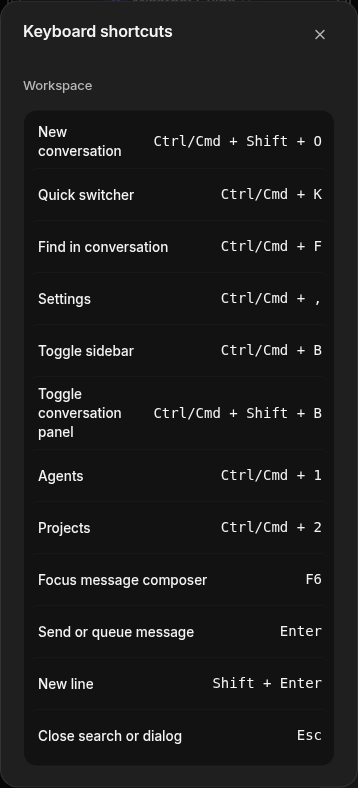 Keyboard shortcuts
Workspace
New conversation Ctrl/Cmd + Shift + O
Quick switcher Ctrl/Cmd + K
Find in conversation Ctrl/Cmd + F
Settings Ctrl/Cmd + ,
Toggle sidebar Ctrl/Cmd + B
Toggle conversation panel Ctrl/Cmd + Shift + B
Agents Ctrl/Cmd + 1
Projects Ctrl/Cmd + 2
Focus message composer F6
Send or queue message Enter
New line Shift + Enter
Close search or dialog Esc